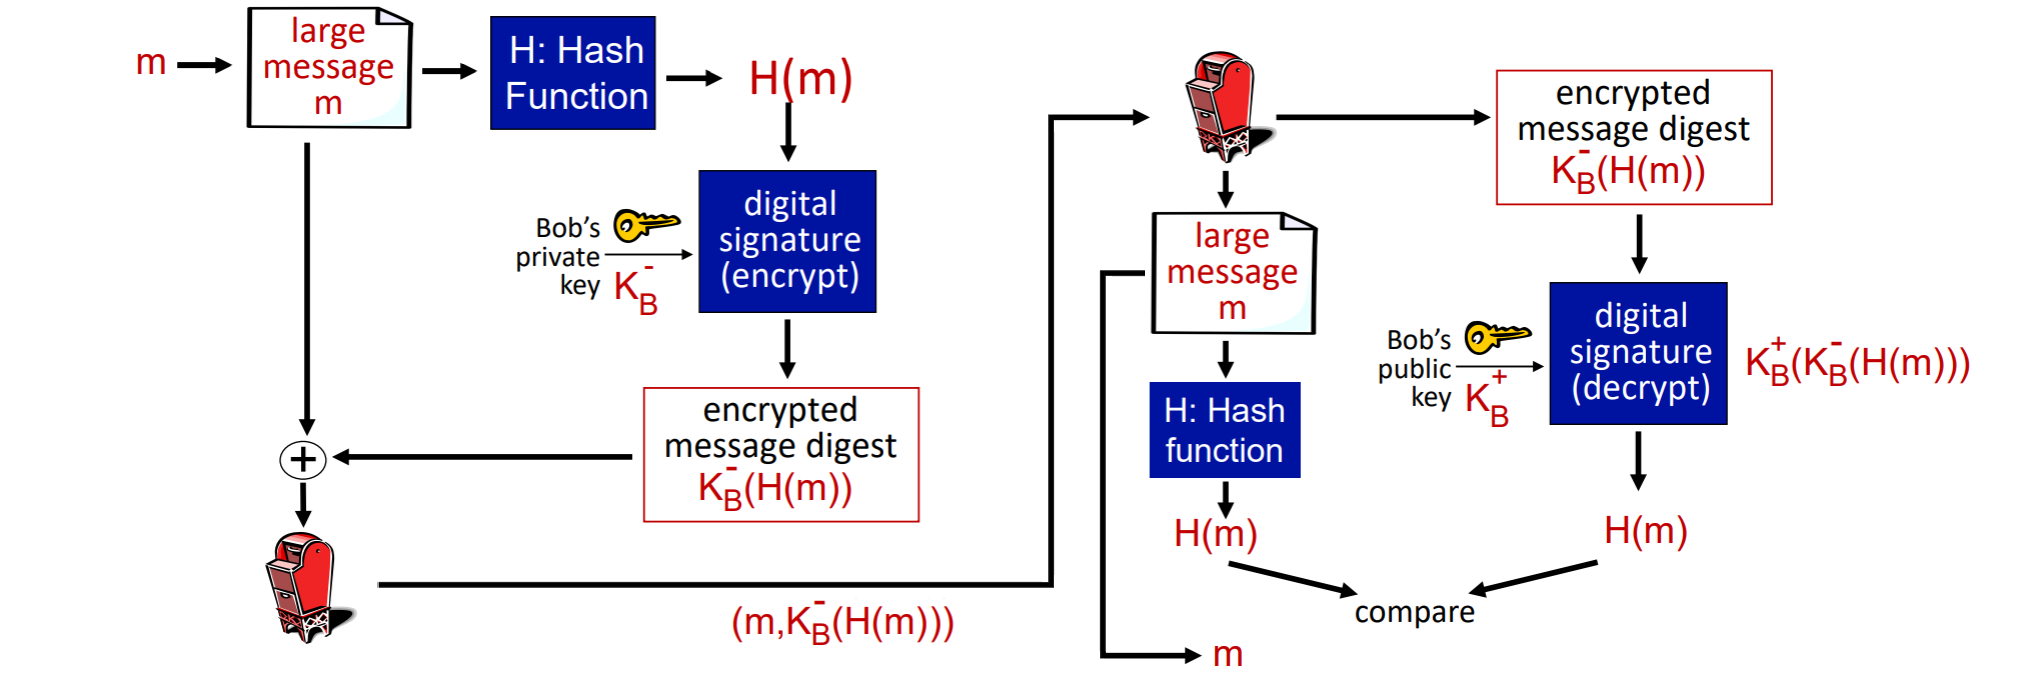 m
large
message
m
H: Hash
Function
H(m)
Bob's
private
key
K_B^-
digital
signature
(encrypt)
encrypted
message digest
K_B^-(H(m))
+
(m,K_B^-(H(m)))
encrypted
message digest
K_B^-(H(m))
large
message
m
H: Hash
function
H(m)
Bob's
public
key
K_B^+
digital
signature
(decrypt)
K_B^+(K_B^-(H(m)))
H(m)
compare
m